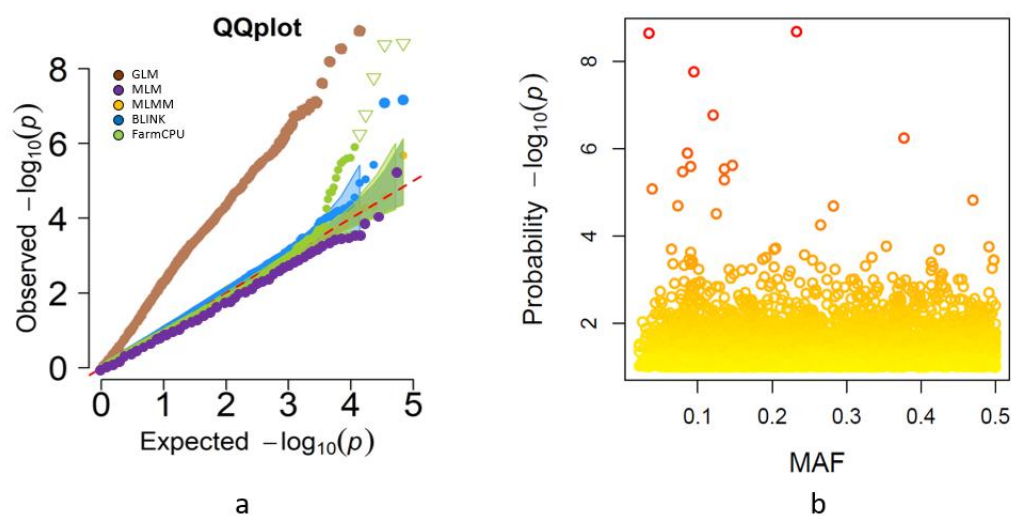 QQplot
GLM
MLM
MLMM
BLINK
FarmCPU
Observed −log10(p)
8
6
4
2
0
0 1 2 3 4 5
Expected −log10(p)
a
Probability −log10(p)
8
6
4
2
0.1 0.2 0.3 0.4 0.5
MAF
b